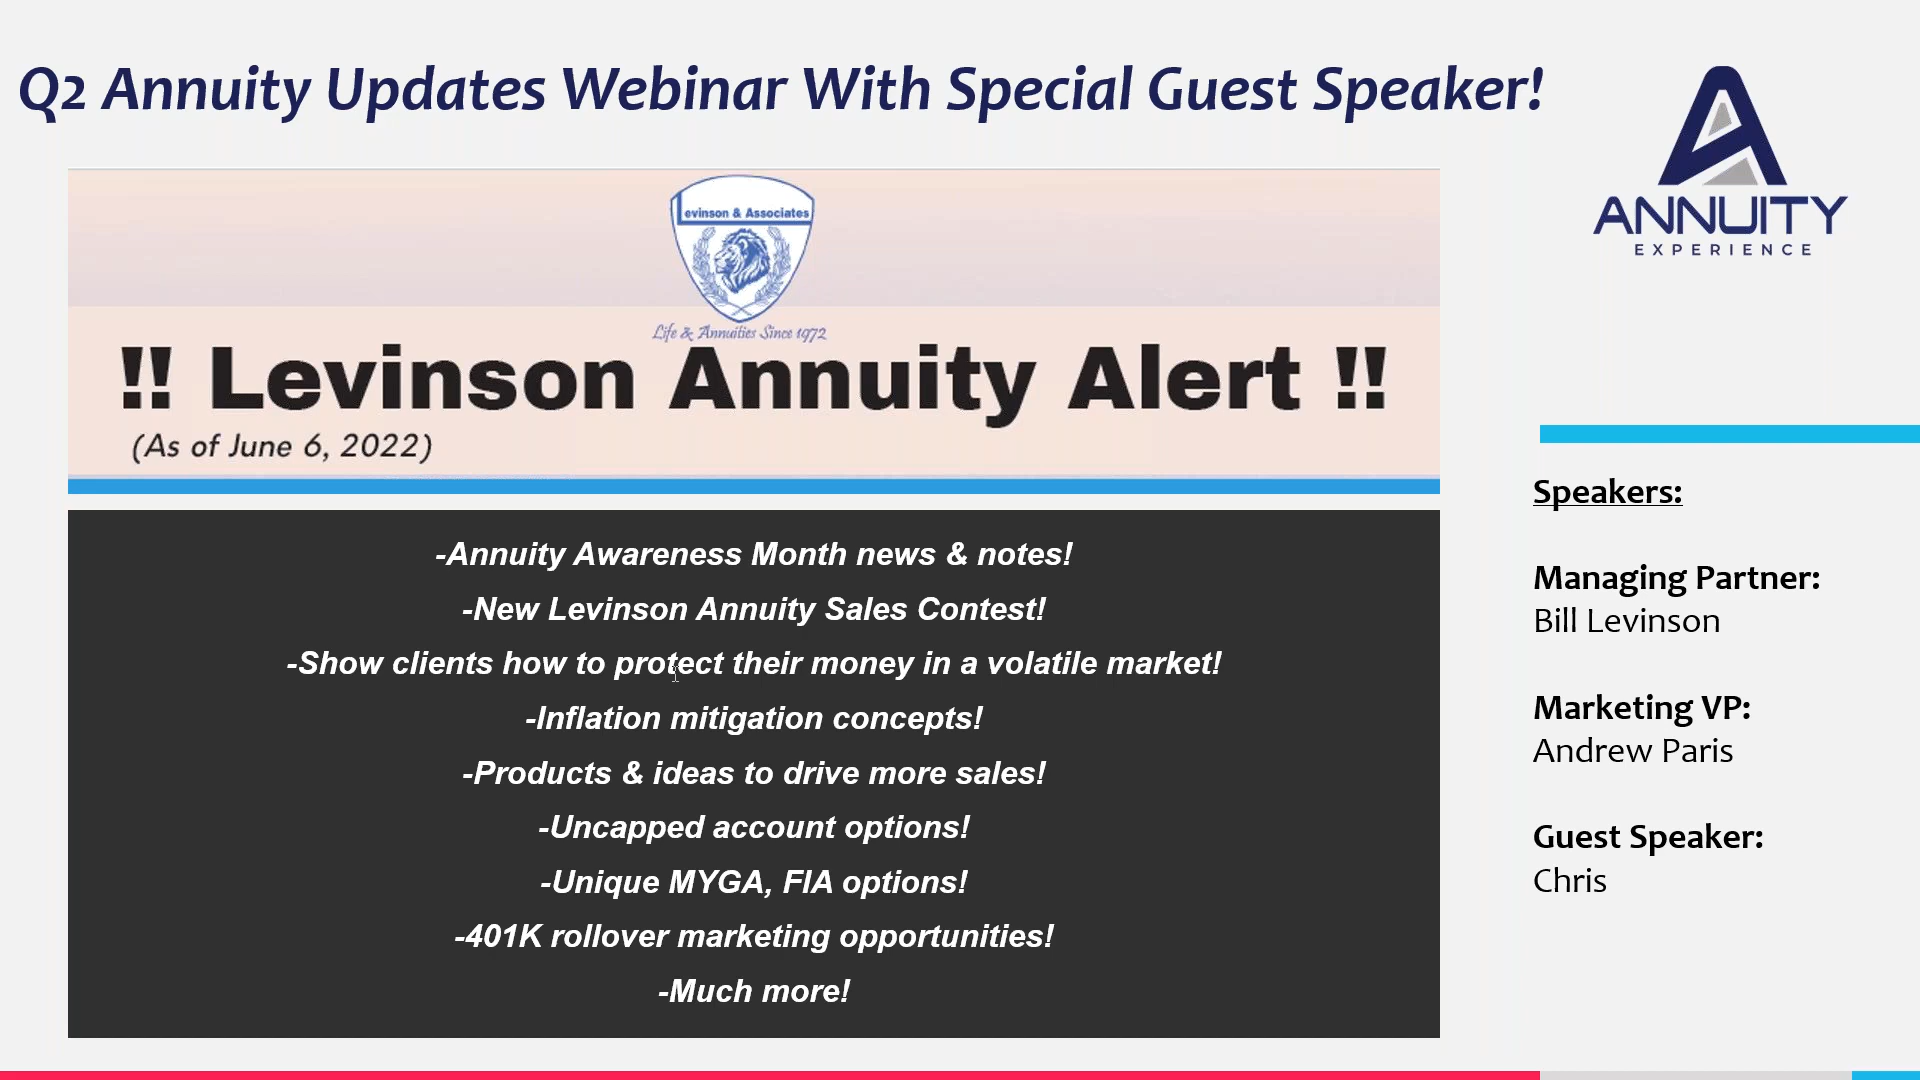 Q2 Annuity Updates Webinar With Special Guest Speaker!
ANNUITY
EXPERIENCE
Levinson & Associates
Life & Annuities Since 1972
!! Levinson Annuity Alert !!
(As of June 6, 2022)
-Annuity Awareness Month news & notes!
-New Levinson Annuity Sales Contest!
-Show clients how to protect their money in a volatile market!
-Inflation mitigation concepts!
-Products & ideas to drive more sales!
-Uncapped account options!
-Unique MYGA, FIA options!
-401K rollover marketing opportunities!
-Much more!
Speakers:
Managing Partner:
Bill Levinson
Marketing VP:
Andrew Paris
Guest Speaker:
Chris